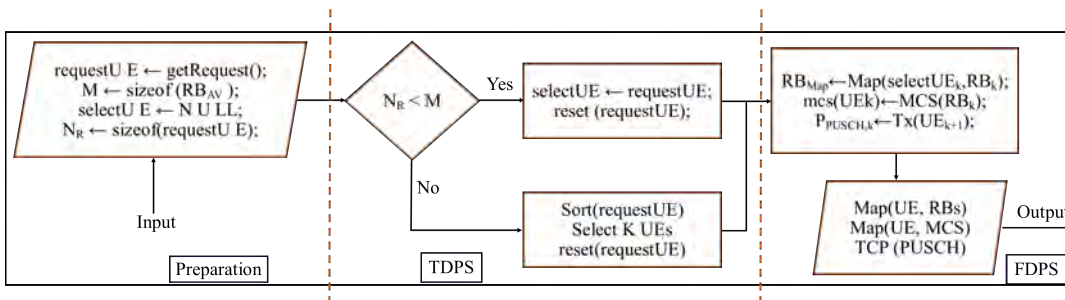 requestU E ← getRequest();
M ← sizeof (RB_AV );
selectU E ← N U LL;
N_R ← sizeof(requestU E);
Input
Preparation
N_R < M
Yes
No
selectUE ← requestUE;
reset (requestUE);
Sort(requestUE)
Select K UEs
reset(requestUE)
TDPS
RB_Map←Map(selectUE_k,RB_k);
mcs(UEk)←MCS(RB_k);
P_PUSCH,k←Tx(UE_k+1);
Map(UE, RBs)
Map(UE, MCS)
TCP (PUSCH)
Output
FDPS